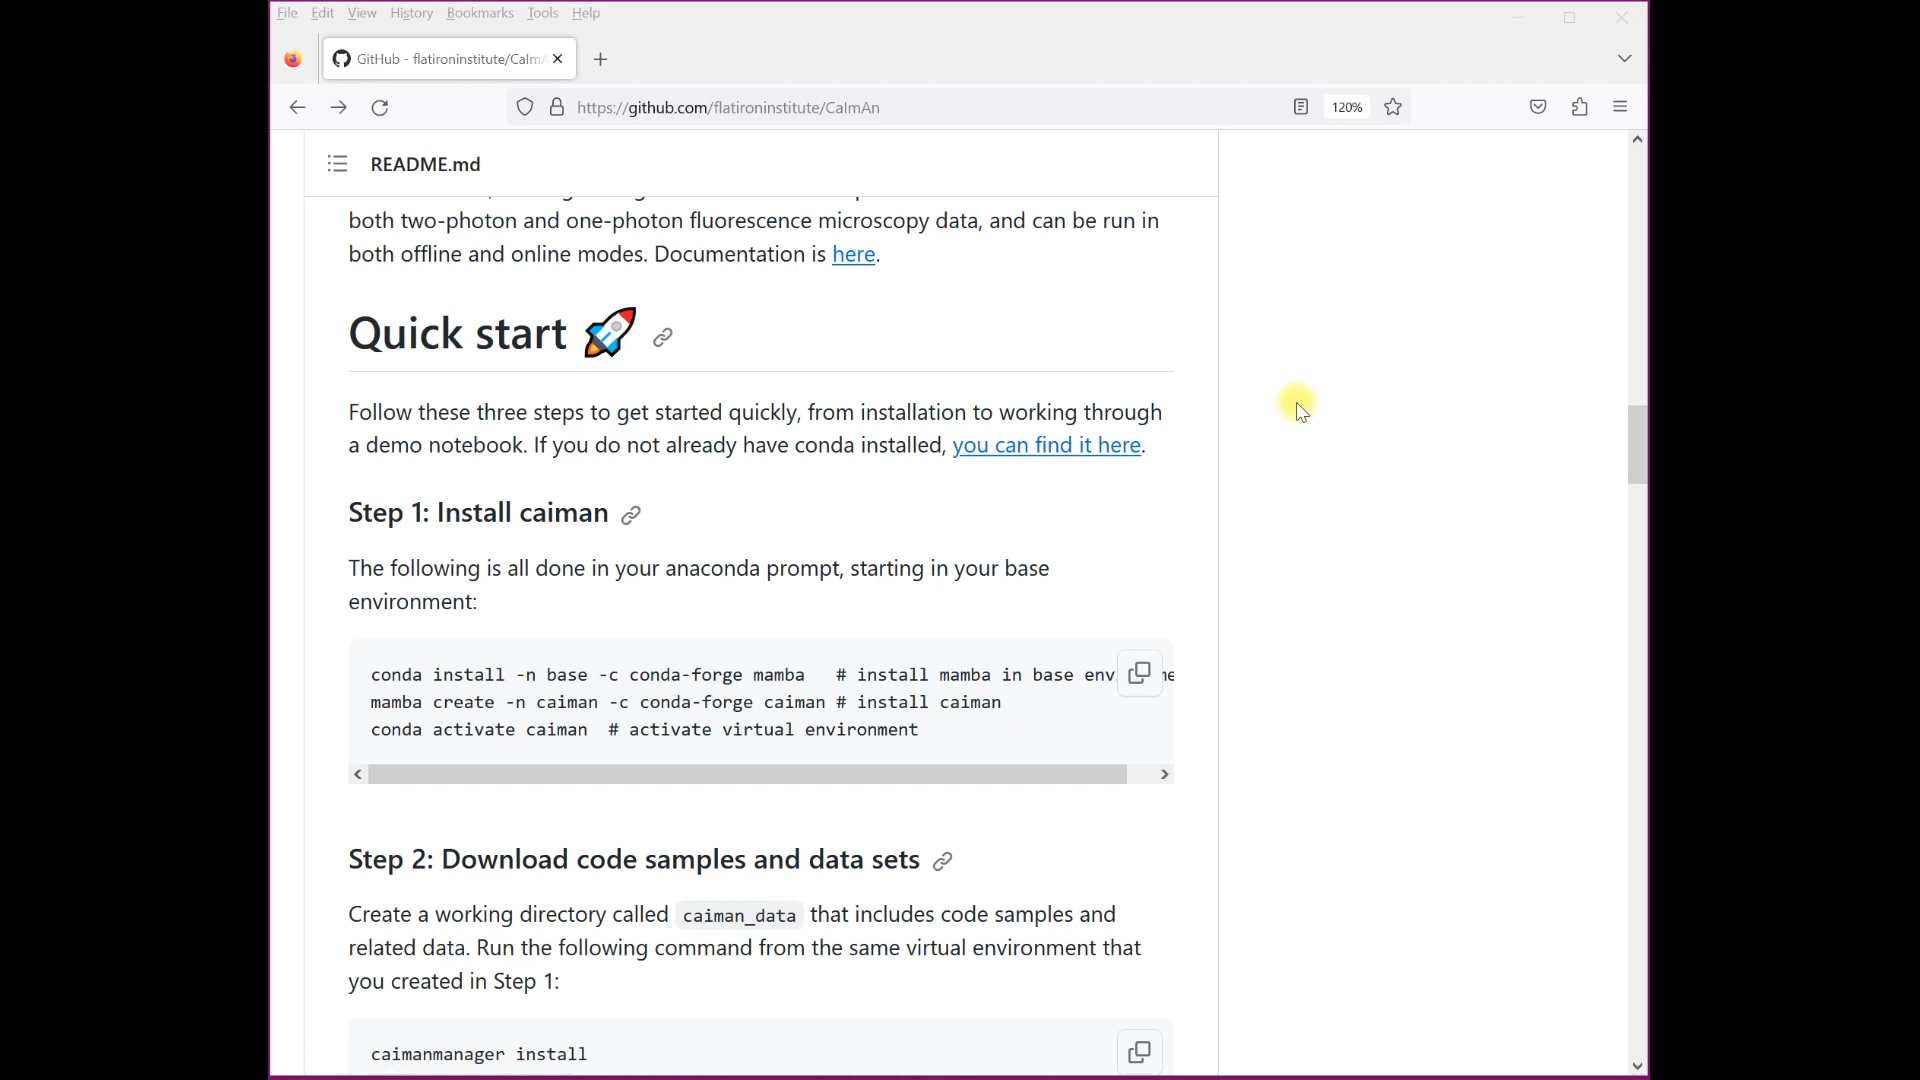 File Edit View History Bookmarks Tools Help
GitHub - flatironinstitute/CaImA
https://github.com/flatironinstitute/CaImAn
120%
README.md
both two-photon and one-photon fluorescence microscopy data, and can be run in
both offline and online modes. Documentation is here.
Quick start 🚀
Follow these three steps to get started quickly, from installation to working through
a demo notebook. If you do not already have conda installed, you can find it here.
Step 1: Install caiman
The following is all done in your anaconda prompt, starting in your base
environment:
conda install -n base -c conda-forge mamba # install mamba in base env
mamba create -n caiman -c conda-forge caiman # install caiman
conda activate caiman # activate virtual environment
Step 2: Download code samples and data sets
Create a working directory called caiman_data that includes code samples and
related data. Run the following command from the same virtual environment that
you created in Step 1:
caimanmanager install